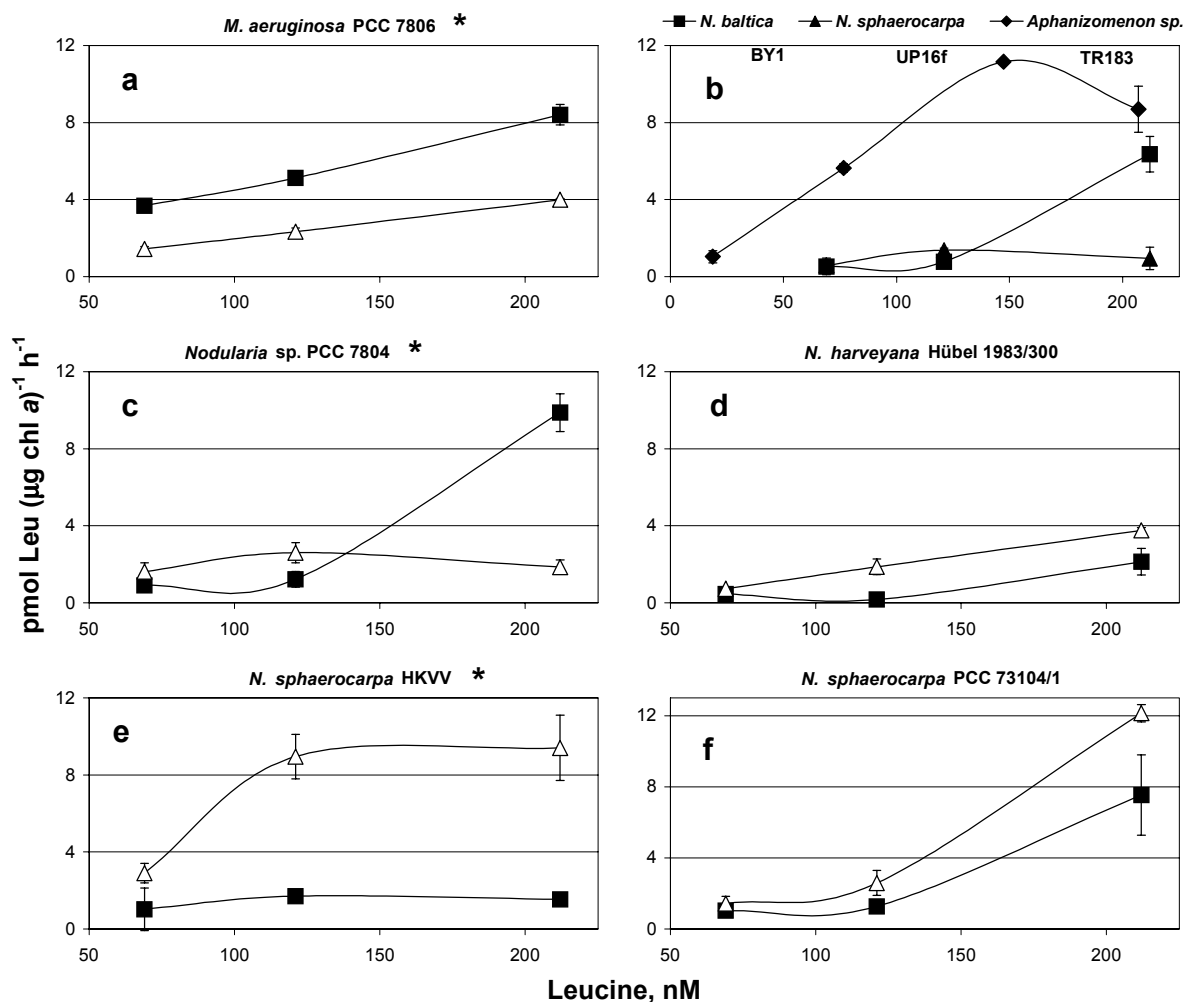 M. aeruginosa PCC 7806 *
N. baltica N. sphaerocarpa Aphanizomenon sp.
12
8
4
0
a
50 100 150 200
12
8
4
0
BY1 UP16f TR183
b
0 50 100 150 200
Nodularia sp. PCC 7804 *
12
8
4
0
c
50 100 150 200
N. harveyana Hübel 1983/300
12
8
4
0
d
50 100 150 200
N. sphaerocarpa HKVV *
12
8
4
0
e
50 100 150 200
N. sphaerocarpa PCC 73104/1
12
8
4
0
f
50 100 150 200
pmol Leu (µg chl a)⁻¹ h⁻¹
Leucine, nM